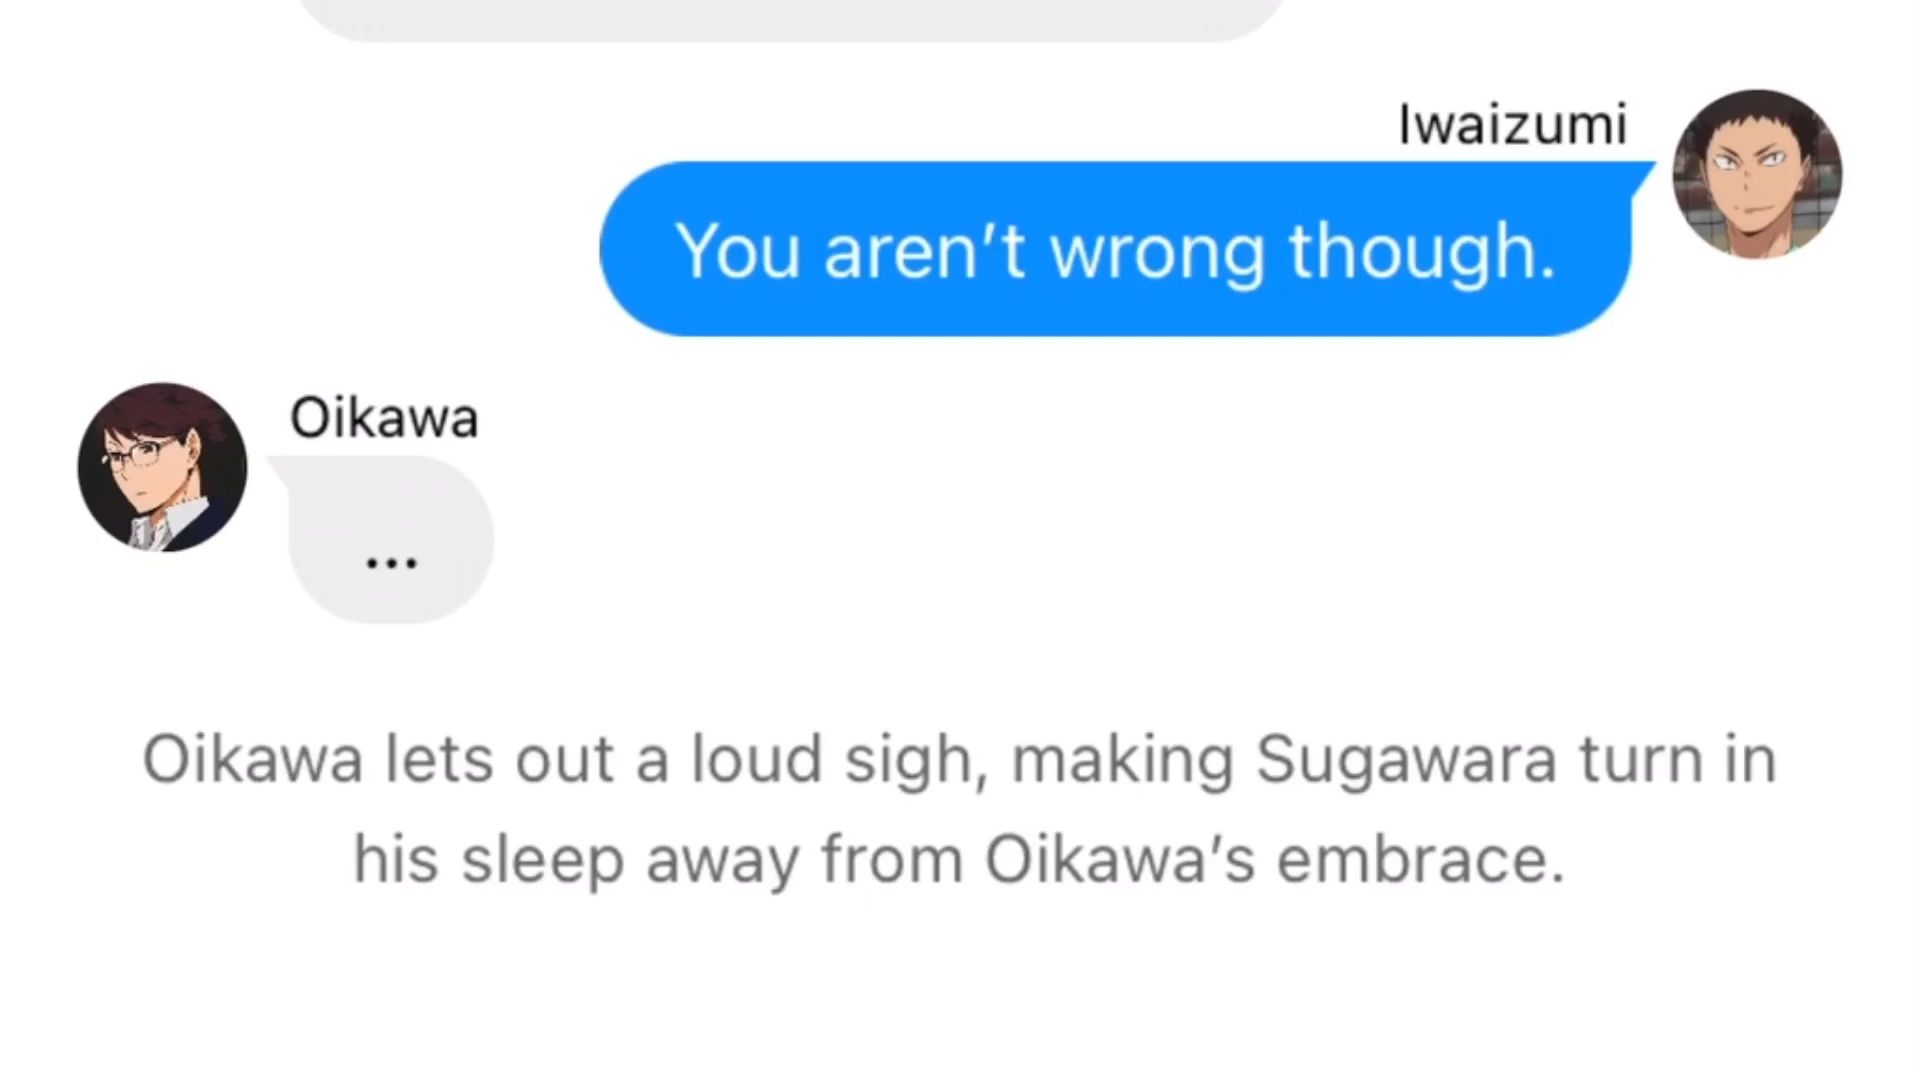 Iwaizumi
You aren’t wrong though.
Oikawa
...
Oikawa lets out a loud sigh, making Sugawara turn in
his sleep away from Oikawa’s embrace.